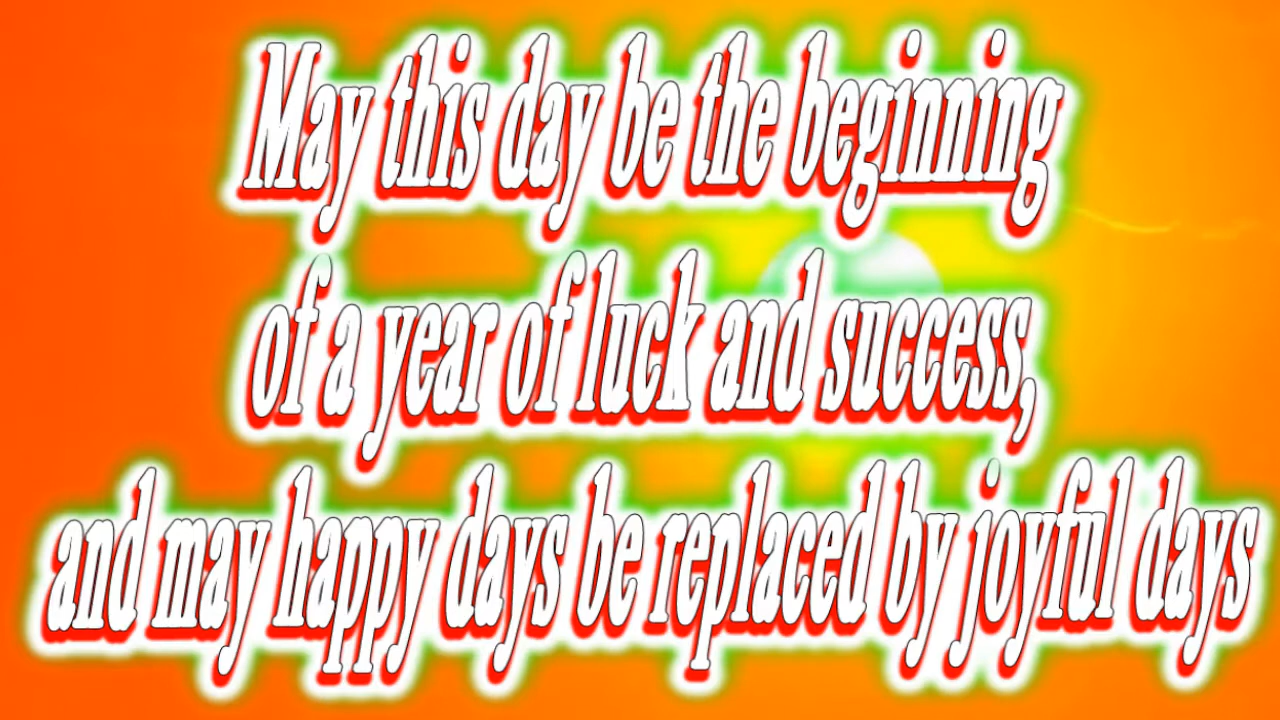 May this day be the beginning
of a year of luck and success,
and may happy days be replaced by joyful days